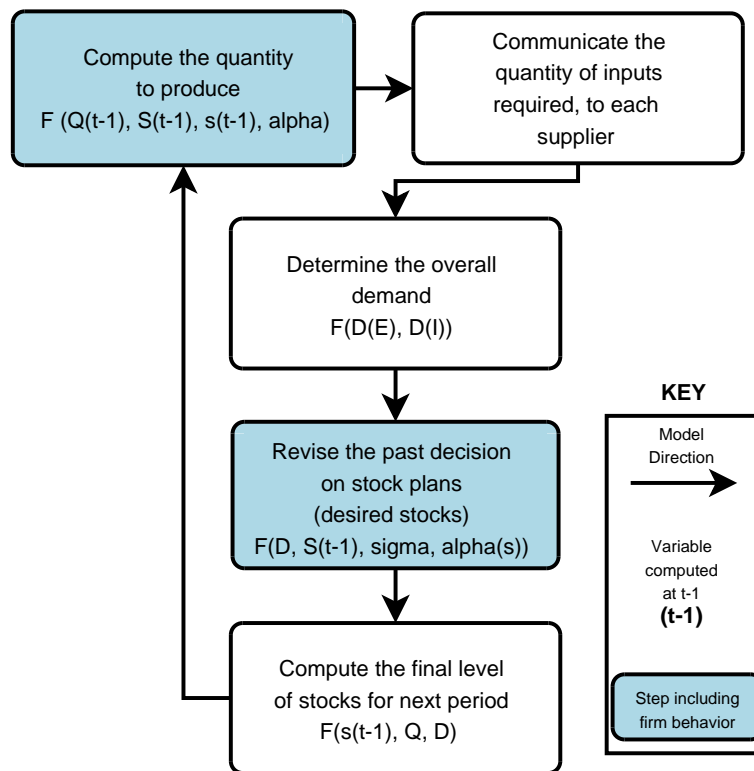 Compute the quantity
to produce
F (Q(t-1), S(t-1), s(t-1), alpha)
Communicate the
quantity of inputs
required, to each
supplier
Determine the overall
demand
F(D(E), D(I))
Revise the past decision
on stock plans
(desired stocks)
F(D, S(t-1), sigma, alpha(s))
Compute the final level
of stocks for next period
F(s(t-1), Q, D)
KEY
Model
Direction
Variable
computed
at t-1
(t-1)
Step including
firm behavior